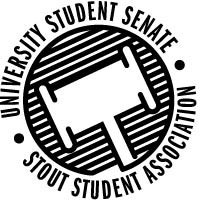 UNIVERSITY STUDENT SENATE
STOUT STUDENT ASSOCIATION